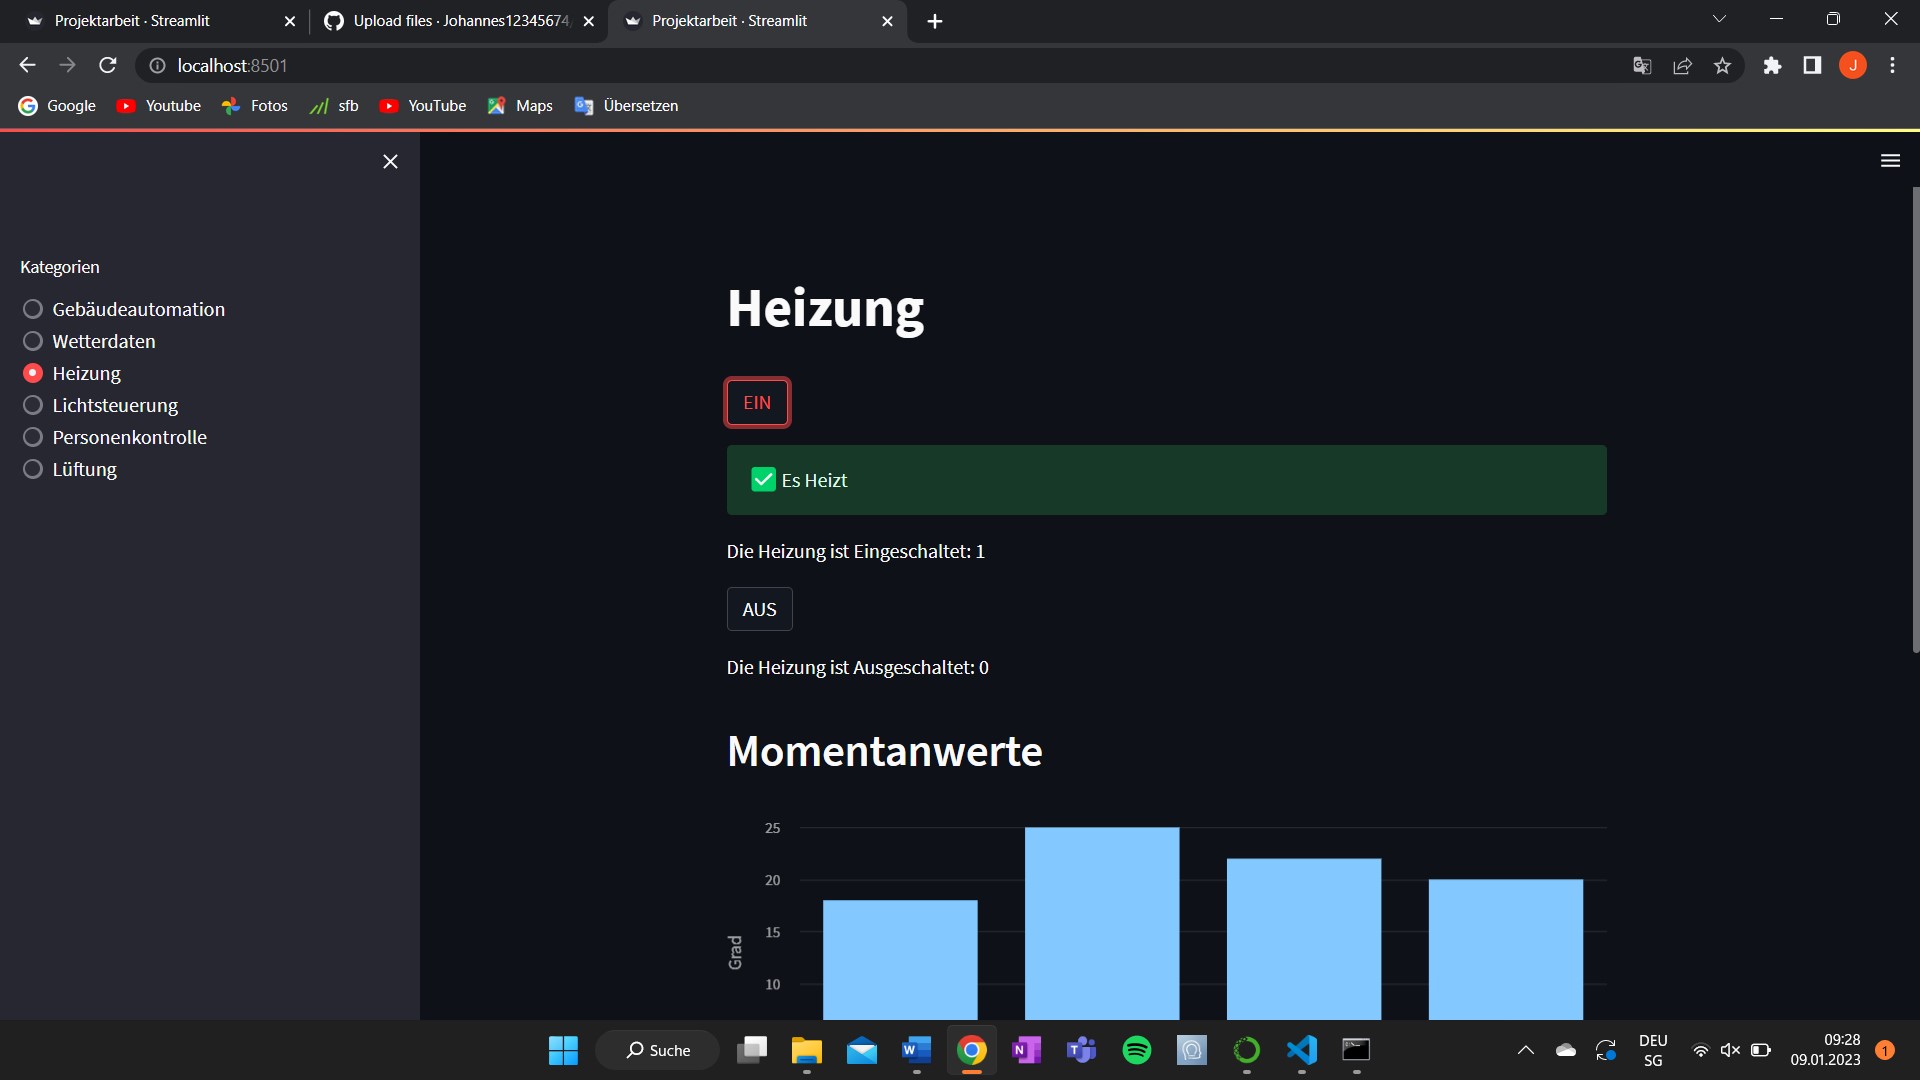 Projektarbeit · Streamlit
Upload files · Johannes12345674
Projektarbeit · Streamlit
localhost:8501
J
Google
Youtube
Fotos
sfb
YouTube
Maps
Übersetzen
Kategorien
Gebäudeautomation
Wetterdaten
Heizung
Lichtsteuerung
Personenkontrolle
Lüftung
Heizung
EIN
Es Heizt
Die Heizung ist Eingeschaltet: 1
AUS
Die Heizung ist Ausgeschaltet: 0
Momentanwerte
25
20
15
10
Grad
Suche
DEU
SG
09:28
09.01.2023
1